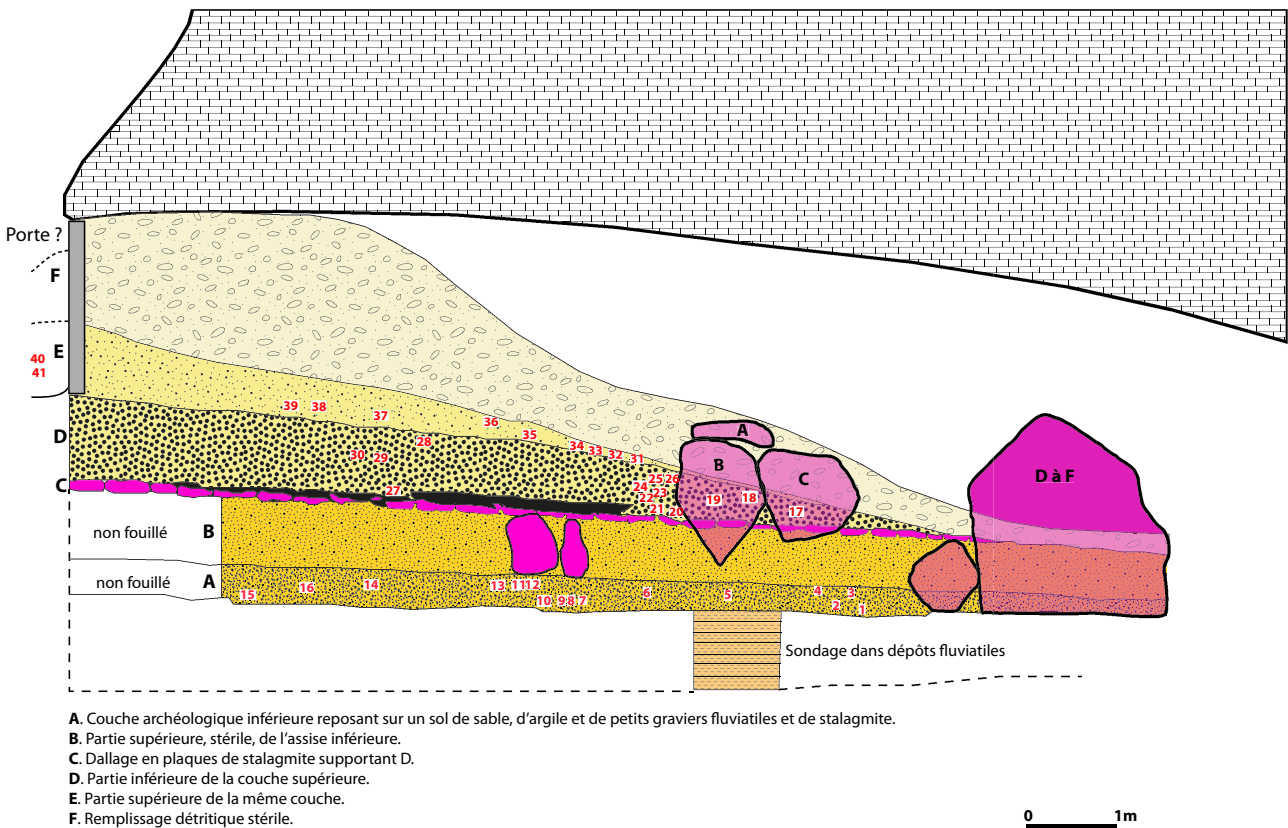 Porte ?
F
E
40
41
39 38
37
36
35
34 33 32 31
D
30 29
28
24 25 26
22 23
21 20
A
B
19 18
C
17
D à F
C
27
non fouillé B
non fouillé A
15 16 14 13 11 12
10 9 8 7
6
5
4 3
2 1
Sondage dans dépôts fluviatiles
A. Couche archéologique inférieure reposant sur un sol de sable, d’argile et de petits graviers fluviatiles et de stalagmite.
B. Partie supérieure, stérile, de l’assise inférieure.
C. Dallage en plaques de stalagmite supportant D.
D. Partie inférieure de la couche supérieure.
E. Partie supérieure de la même couche.
F. Remplissage détritique stérile.
0 1m